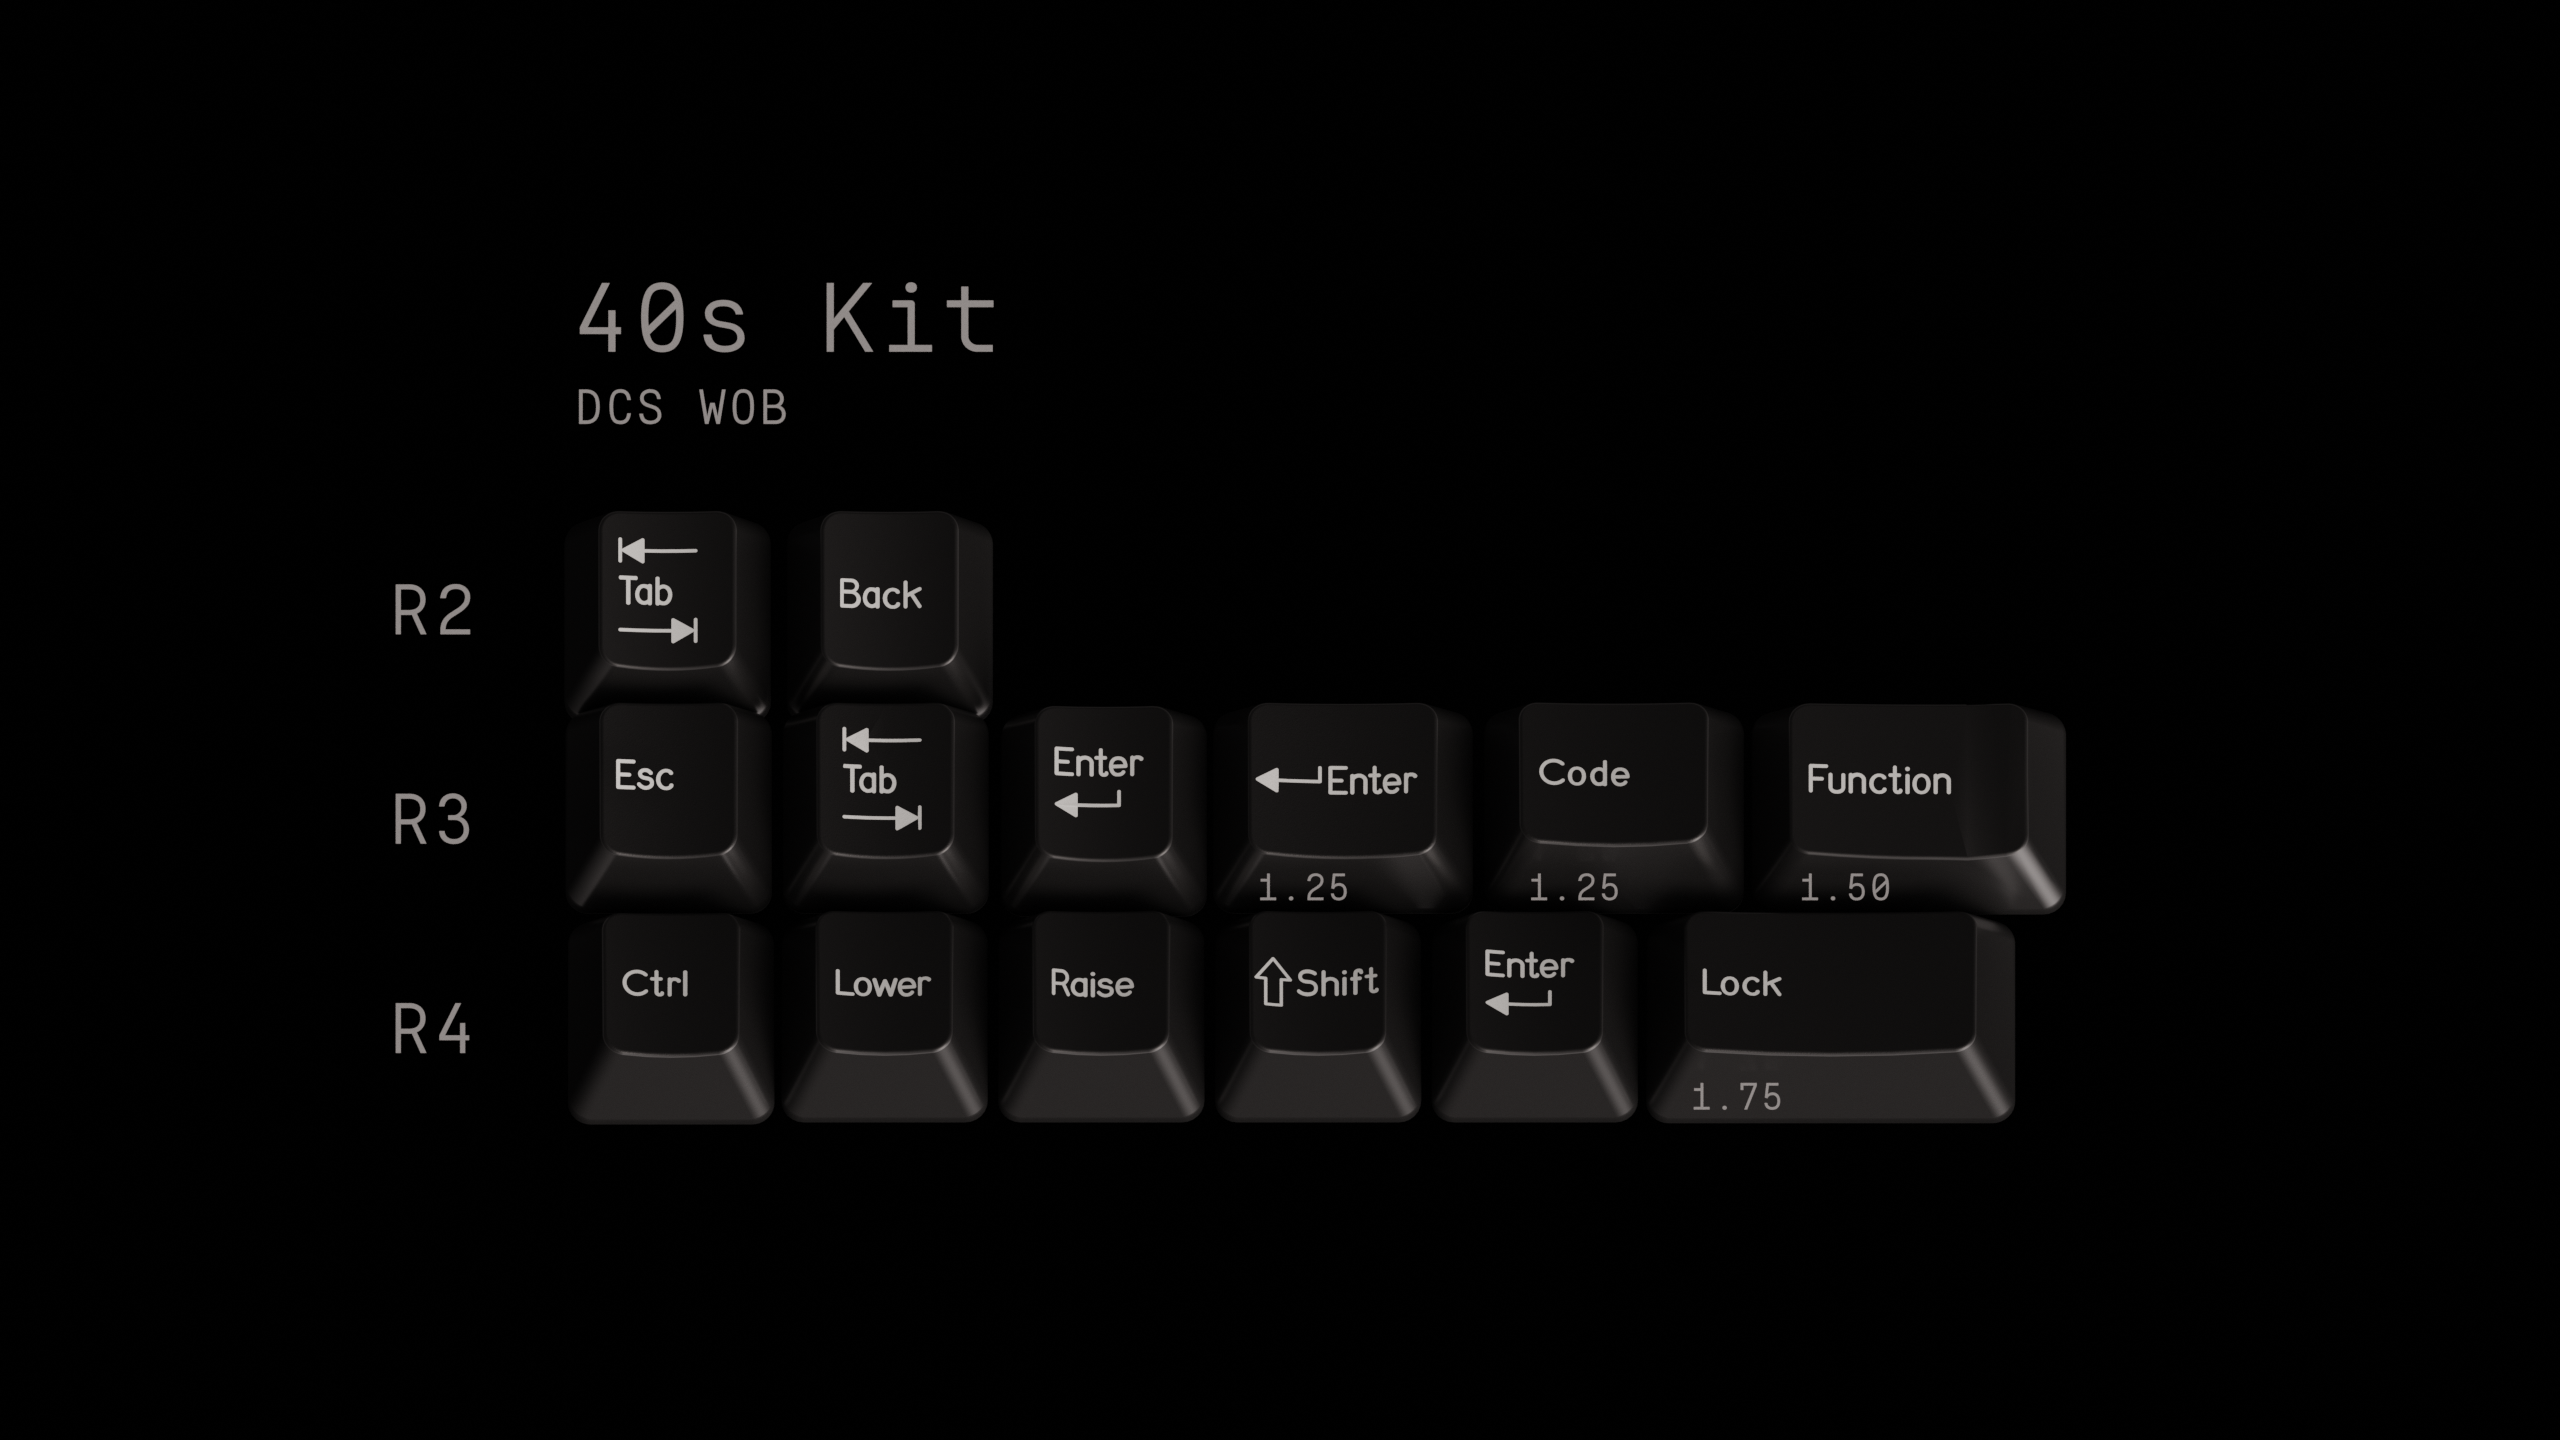 40s Kit
DCS WOB
R2
Tab
Back
R3
Esc
Tab
Enter
Enter
1.25
Code
1.25
Function
1.50
R4
Ctrl
Lower
Raise
Shift
Enter
Lock
1.75